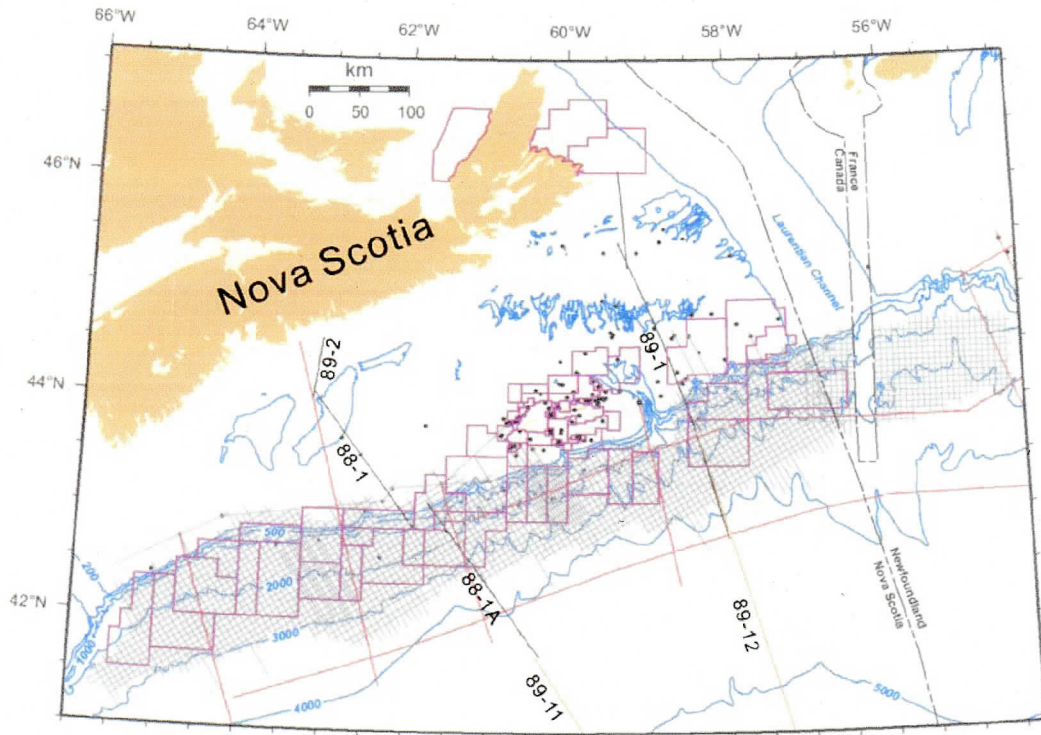 66°W
64°W
62°W
60°W
58°W
56°W
km
0 50 100
46°N
44°N
42°N
Nova Scotia
France
Canada
Laurentian Channel
89-2
89-1
88-1
500
200
2000
1000
3000
88-1A
4000
89-11
89-12
5000
Newfoundland
Nova Scotia